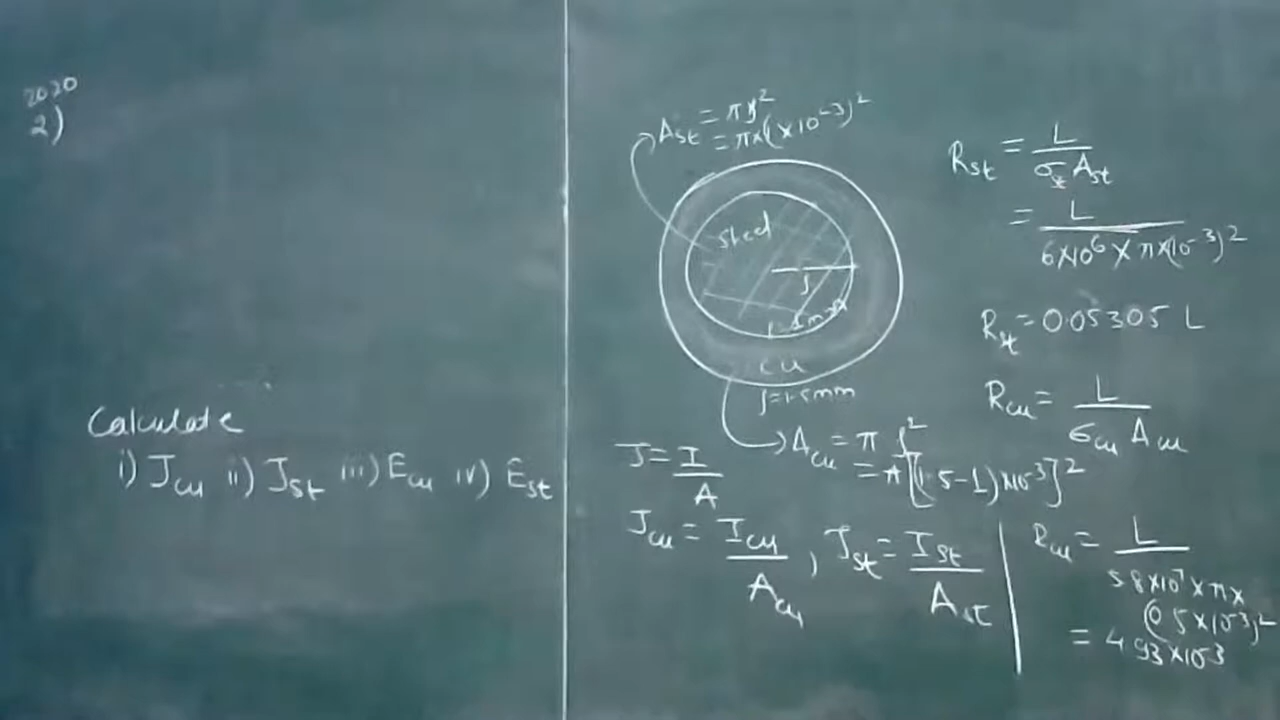 2020
2)
Calculate
i) Jcu ii) Jst iii) Ecu iv) Est
Ast = πρ²
= π×( ×10⁻³)²
Steel
ρ
ρ=1mm
cu
ρ=1.5mm
Acu = π ρ²
= π[(1.5-1)×10⁻³]²
J = I / A
Jcu = Icu / Acu , Jst = Ist / Ast
Rst = L / σst Ast
= L / 6×10⁶ × π×(10⁻³)²
Rst = 0.05305 L
Rcu = L / σcu Acu
Rcu = L / 5.8×10⁷ × π×
(0.5×10⁻³)²
= 4.93×10⁻³